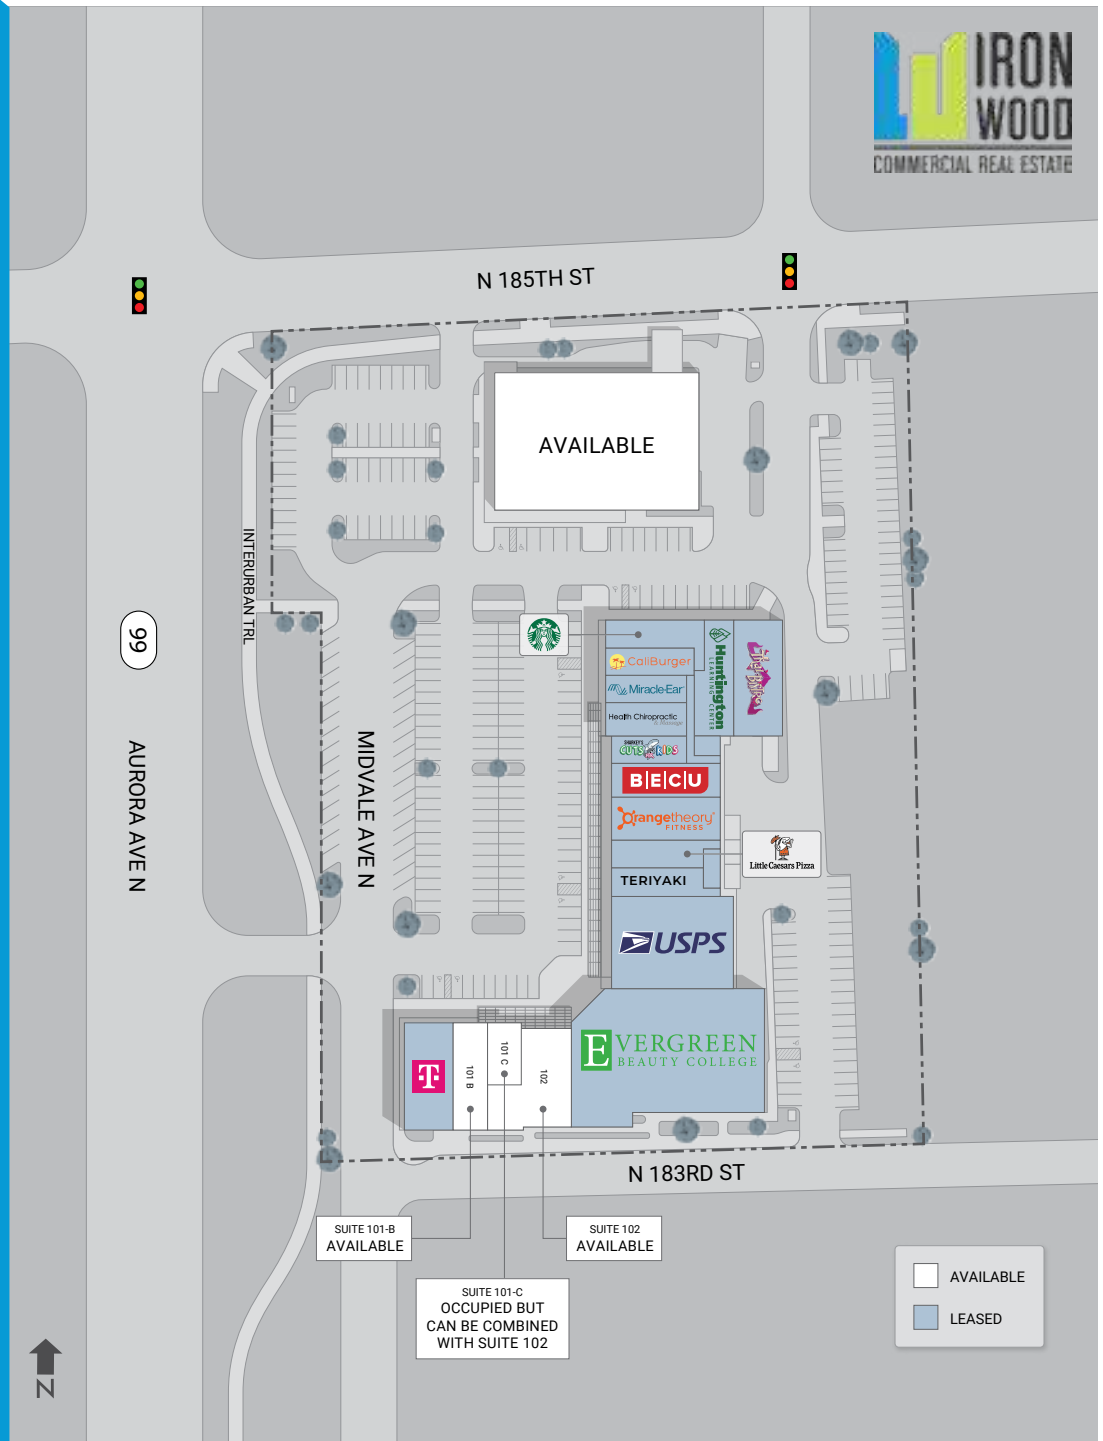 IRON
WOOD
COMMERCIAL REAL ESTATE
N 185TH ST
AVAILABLE
INTERURBAN TRL
99
AURORA AVE N
MIDVALE AVE N
CaliBurger
Miracle-Ear
Health Chiropractic
& Massage
Huntington
LEARNING CENTER
SHARKEY'S
CUTS KIDS
BECU
Orangetheory
FITNESS
Little Caesars Pizza
TERIYAKI
USPS
EVERGREEN
BEAUTY COLLEGE
T
101 B
101 C
102
N 183RD ST
SUITE 101-B
AVAILABLE
SUITE 102
AVAILABLE
SUITE 101-C
OCCUPIED BUT
CAN BE COMBINED
WITH SUITE 102
AVAILABLE
LEASED
N